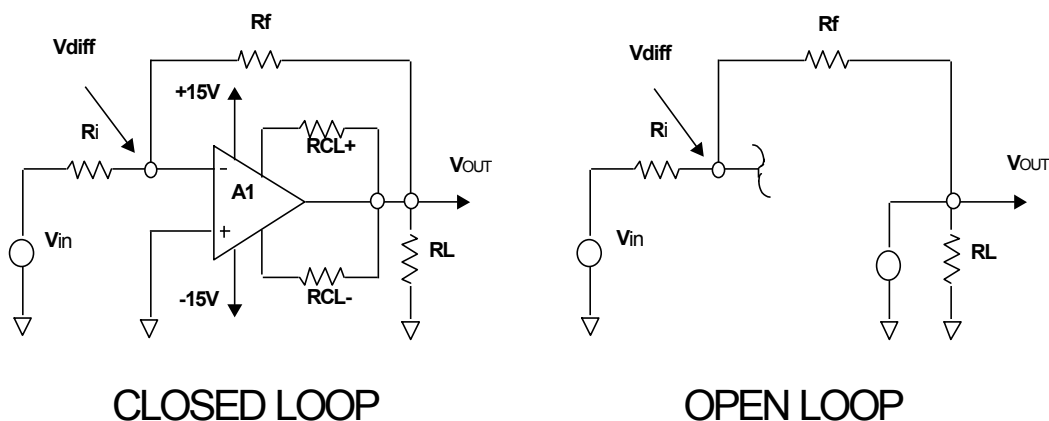 Rf
Vdiff
+15V
Ri
RCL+
VOUT
-
A1
Vin
+
RL
-15V
RCL-
CLOSED LOOP
Rf
Vdiff
Ri
VOUT
Vin
RL
OPEN LOOP